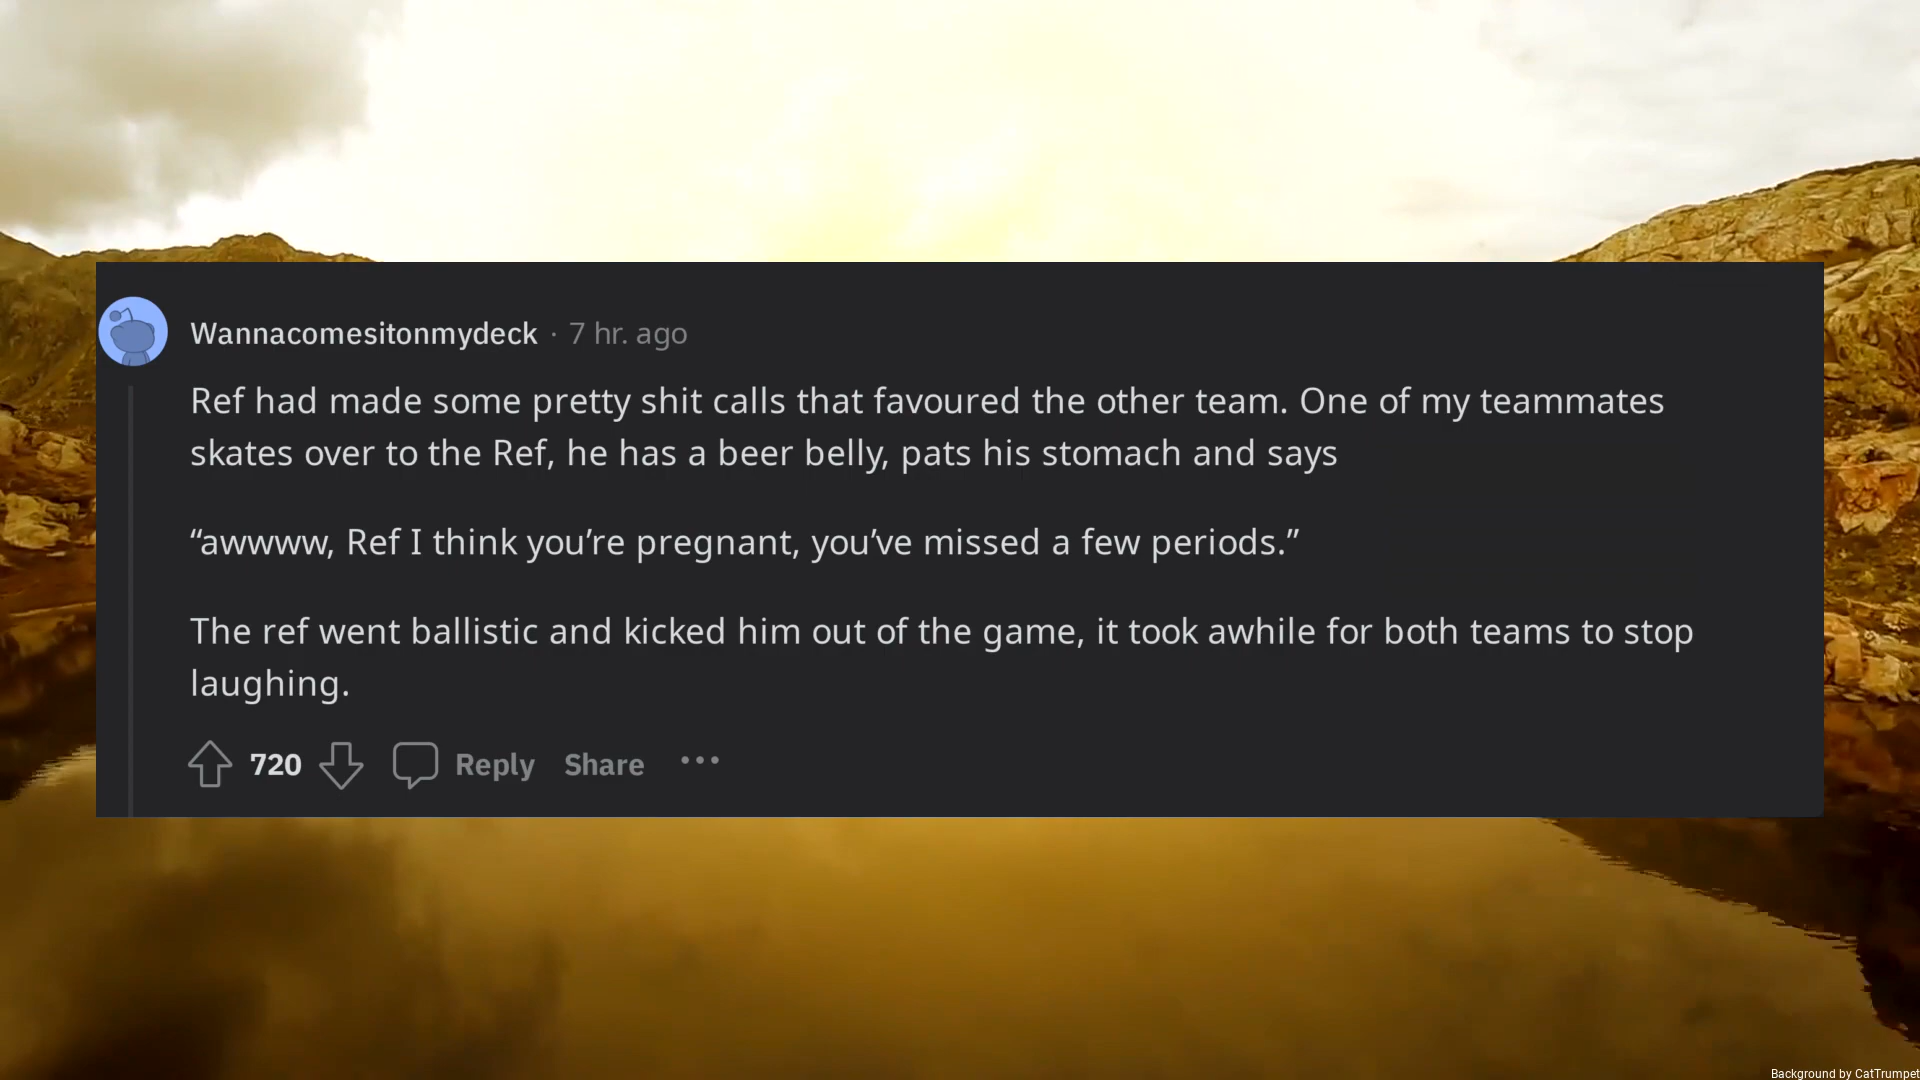 Wannacomesitonmydeck · 7 hr. ago
Ref had made some pretty shit calls that favoured the other team. One of my teammates
skates over to the Ref, he has a beer belly, pats his stomach and says
“awwww, Ref I think you’re pregnant, you’ve missed a few periods.”
The ref went ballistic and kicked him out of the game, it took awhile for both teams to stop
laughing.
720 Reply Share ...
Background by CatTrumpet